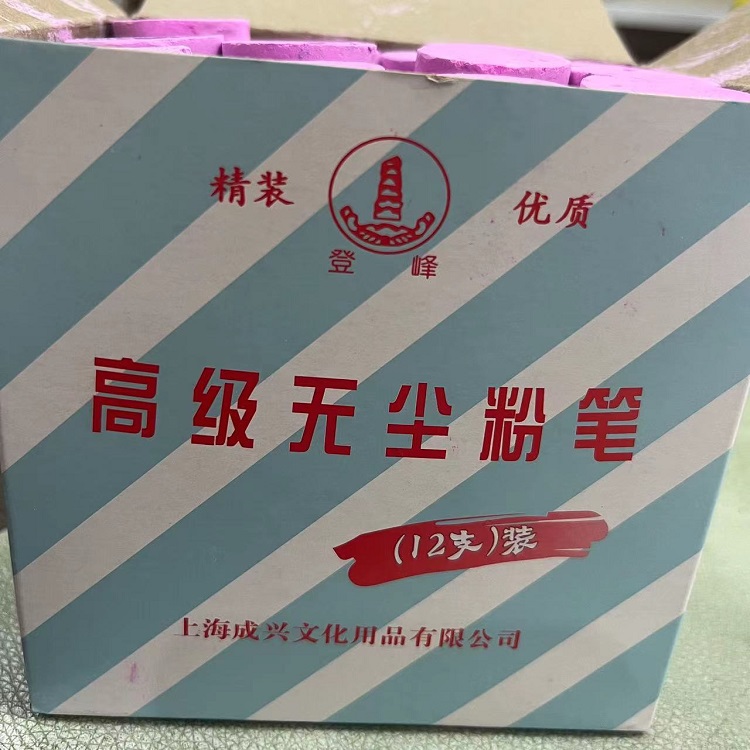 精装 优质
登峰
高级无尘粉笔
(12支)装
上海成兴文化用品有限公司